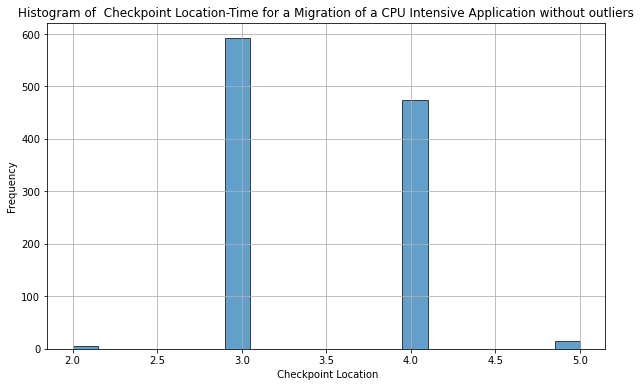 Histogram of  Checkpoint Location-Time for a Migration of a CPU Intensive Application without outliers
600
500
400
300
200
100
0
Frequency
2.0 2.5 3.0 3.5 4.0 4.5 5.0
Checkpoint Location